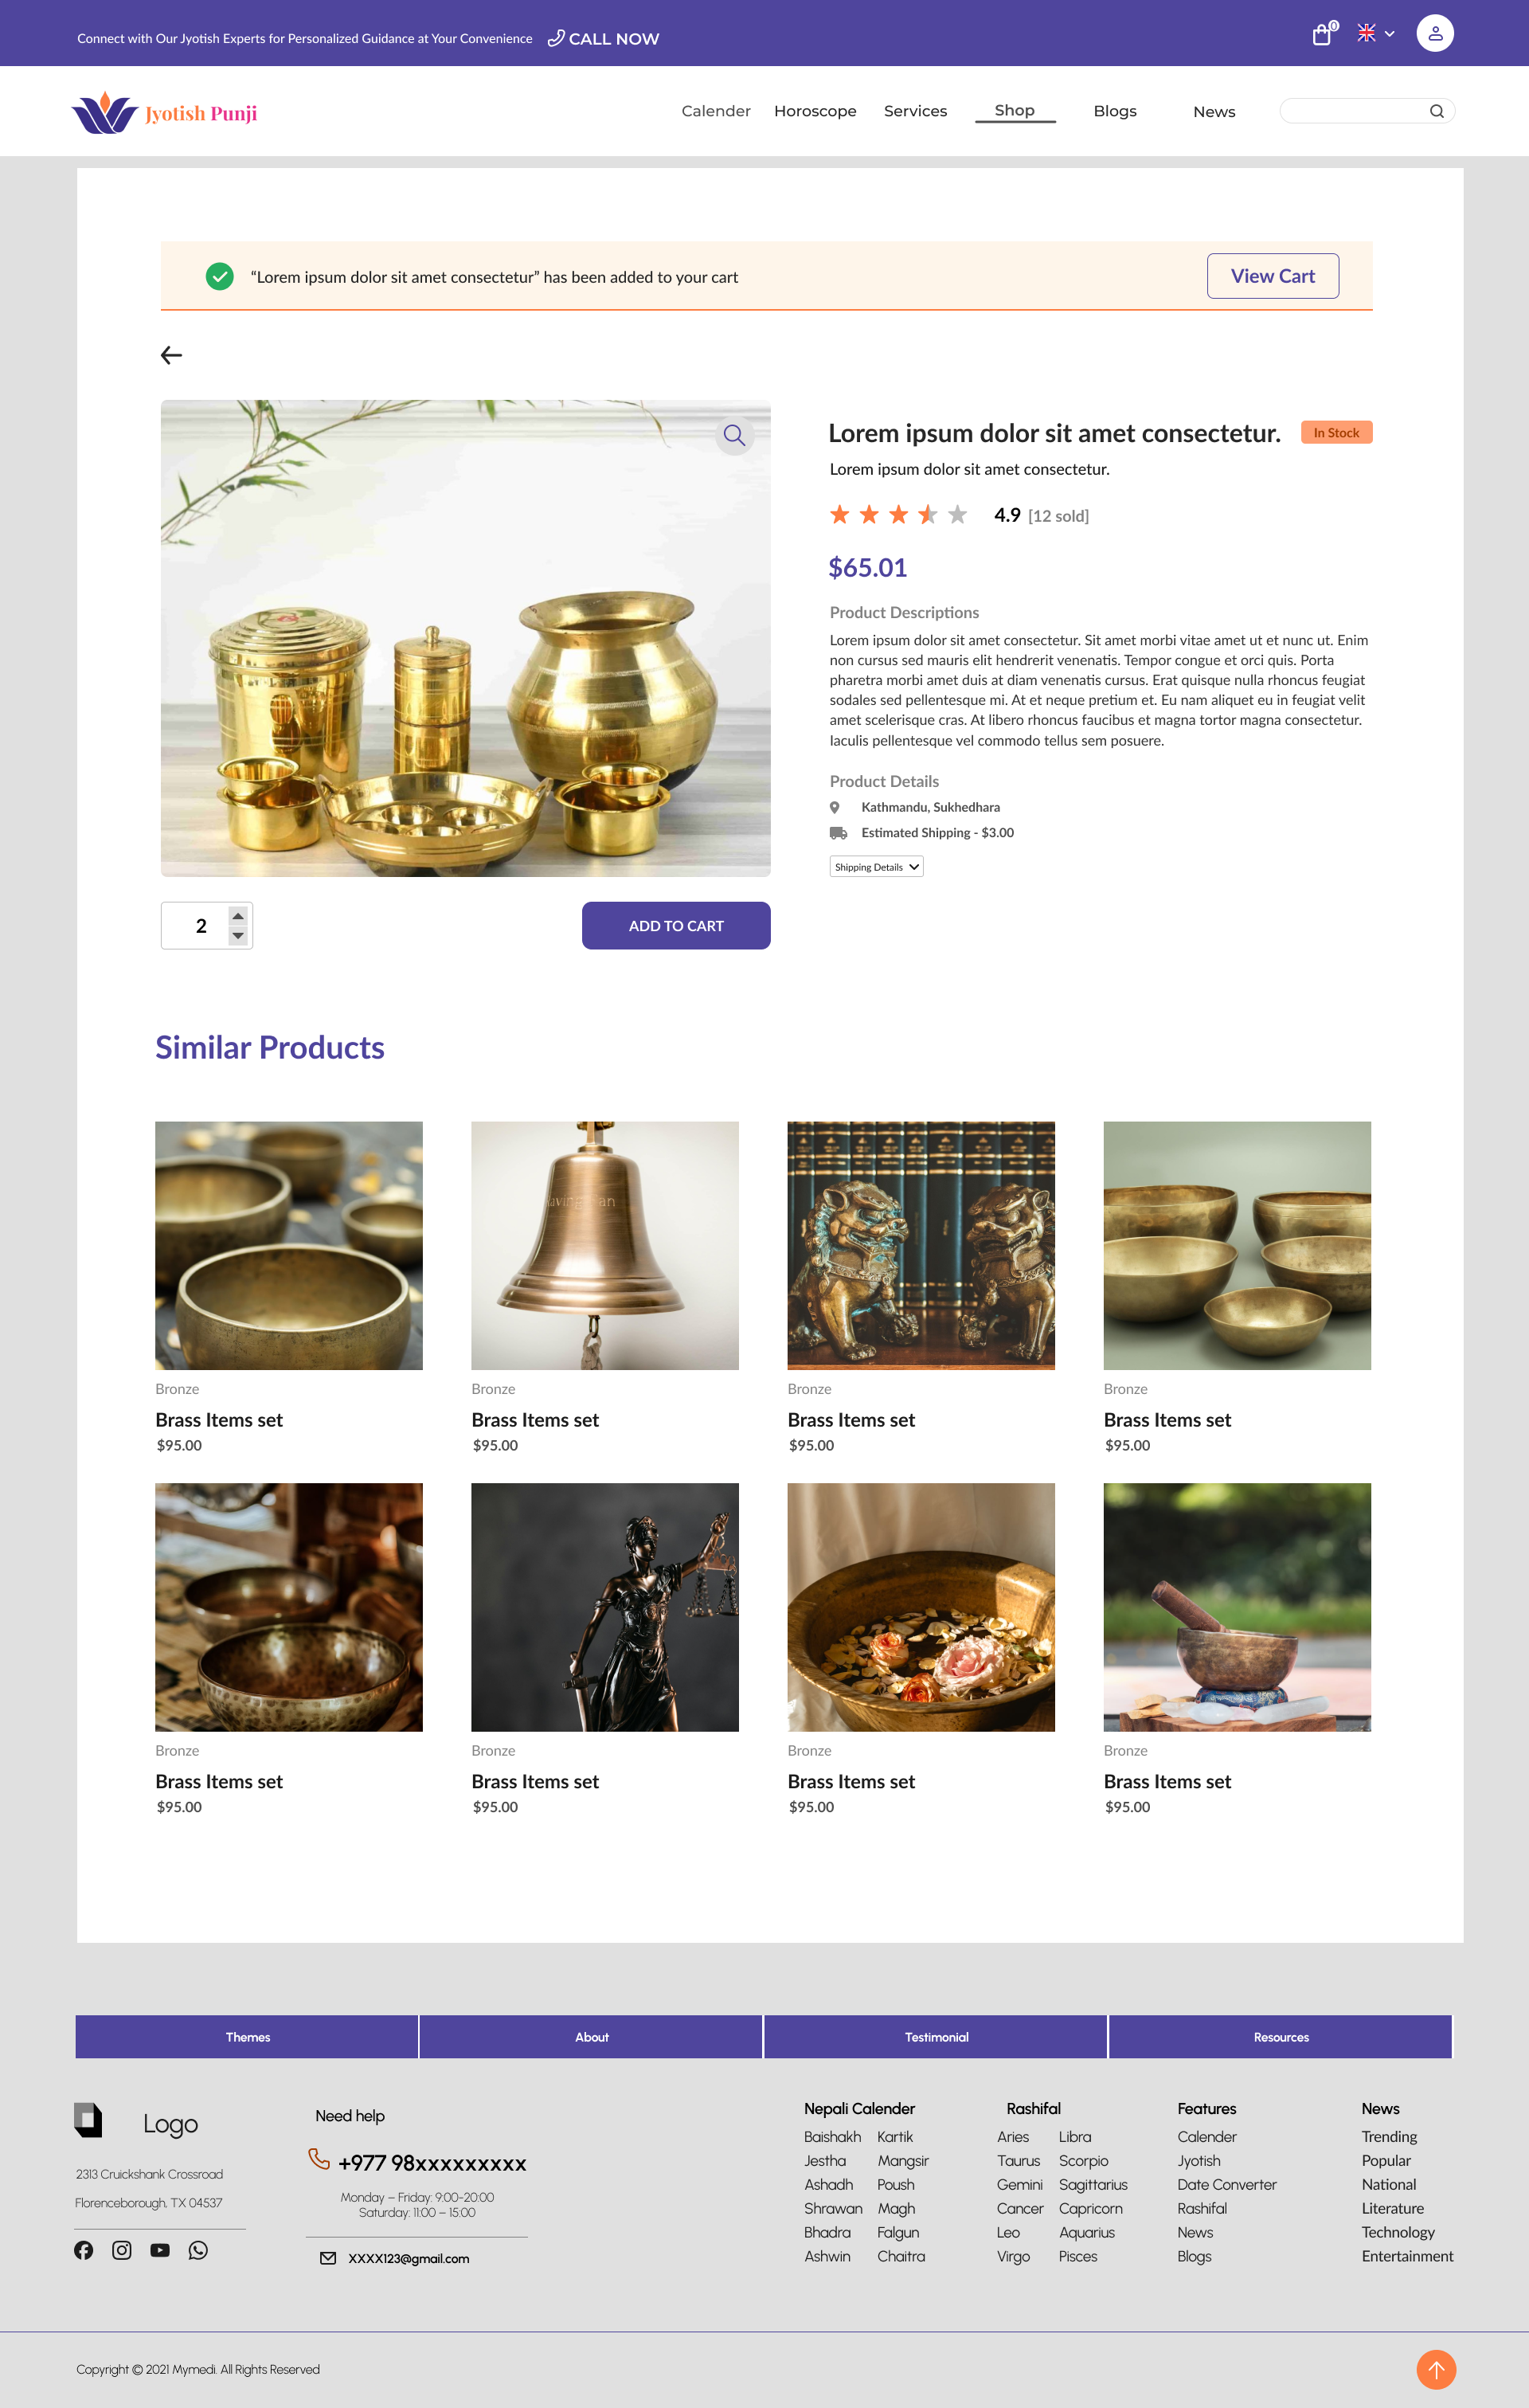 Connect with Our Jyotish Experts for Personalized Guidance at Your Convenience
CALL NOW
0
Jyotish Punji
Calender
Horoscope
Services
Shop
Blogs
News
“Lorem ipsum dolor sit amet consectetur” has been added to your cart
View Cart
Lorem ipsum dolor sit amet consectetur.
In Stock
Lorem ipsum dolor sit amet consectetur.
4.9 [12 sold]
$65.01
Product Descriptions
Lorem ipsum dolor sit amet consectetur. Sit amet morbi vitae amet ut et nunc ut. Enim
non cursus sed mauris elit hendrerit venenatis. Tempor congue et orci quis. Porta
pharetra morbi amet duis at diam venenatis cursus. Erat quisque nulla rhoncus feugiat
sodales sed pellentesque mi. At et neque pretium et. Eu nam aliquet eu in feugiat velit
amet scelerisque cras. At libero rhoncus faucibus et magna tortor magna consectetur.
Iaculis pellentesque vel commodo tellus sem posuere.
Product Details
Kathmandu, Sukhedhara
Estimated Shipping - $3.00
Shipping Details
2
ADD TO CART
Similar Products
Bronze
Brass Items set
$95.00
Bronze
Brass Items set
$95.00
Bronze
Brass Items set
$95.00
Bronze
Brass Items set
$95.00
Bronze
Brass Items set
$95.00
Bronze
Brass Items set
$95.00
Bronze
Brass Items set
$95.00
Bronze
Brass Items set
$95.00
Themes
About
Testimonial
Resources
Logo
2313 Cruickshank Crossroad
Florenceborough, TX 04537
Need help
+977 98xxxxxxxxx
Monday – Friday: 9:00-20:00
Saturday: 11:00 – 15:00
XXXX123@gmail.com
Nepali Calender
Baishakh Kartik
Jestha Mangsir
Ashadh Poush
Shrawan Magh
Bhadra Falgun
Ashwin Chaitra
Rashifal
Aries Libra
Taurus Scorpio
Gemini Sagittarius
Cancer Capricorn
Leo Aquarius
Virgo Pisces
Features
Calender
Jyotish
Date Converter
Rashifal
News
Blogs
News
Trending
Popular
National
Literature
Technology
Entertainment
Copyright © 2021 Mymedi. All Rights Reserved